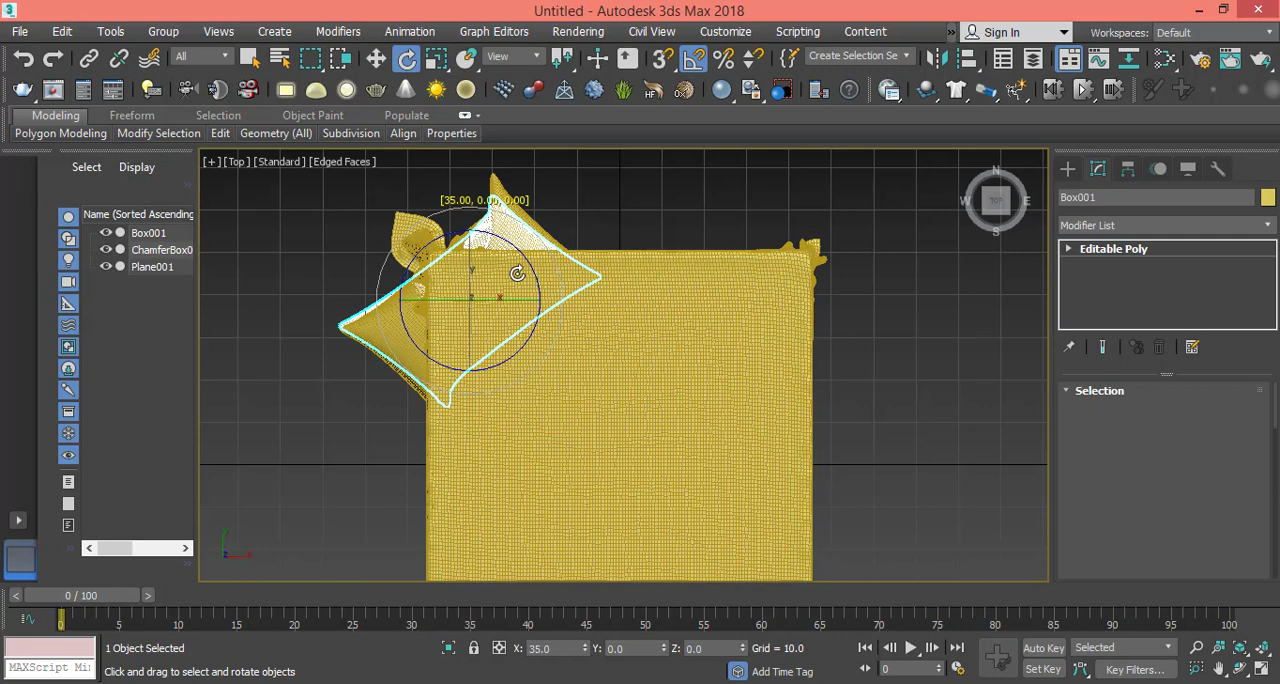 Untitled - Autodesk 3ds Max 2018
File Edit Tools Group Views Create Modifiers Animation Graph Editors Rendering Civil View Customize Scripting Content » Sign In Workspaces: Default
All View Create Selection Se
Modeling Freeform Selection Object Paint Populate
Polygon Modeling Modify Selection Edit Geometry (All) Subdivision Align Properties
Select Display
Name (Sorted Ascending
Box001
ChamferBox0
Plane001
[+] [Top] [Standard] [Edged Faces]
[35.00, 0.00, 0.00]
N
W TOP E
S
y
z x
y
z x
Box001
Modifier List
Editable Poly
Selection
< 0 / 100 >
0 5 10 15 20 25 30 35 40 45 50 55 60 65 70 75 80 85 90 95 100
1 Object Selected X: 35.0 Y: 0.0 Z: 0.0 Grid = 10.0 Auto Key Selected
MAXScript Mi Click and drag to select and rotate objects Add Time Tag 0 Set Key Key Filters...